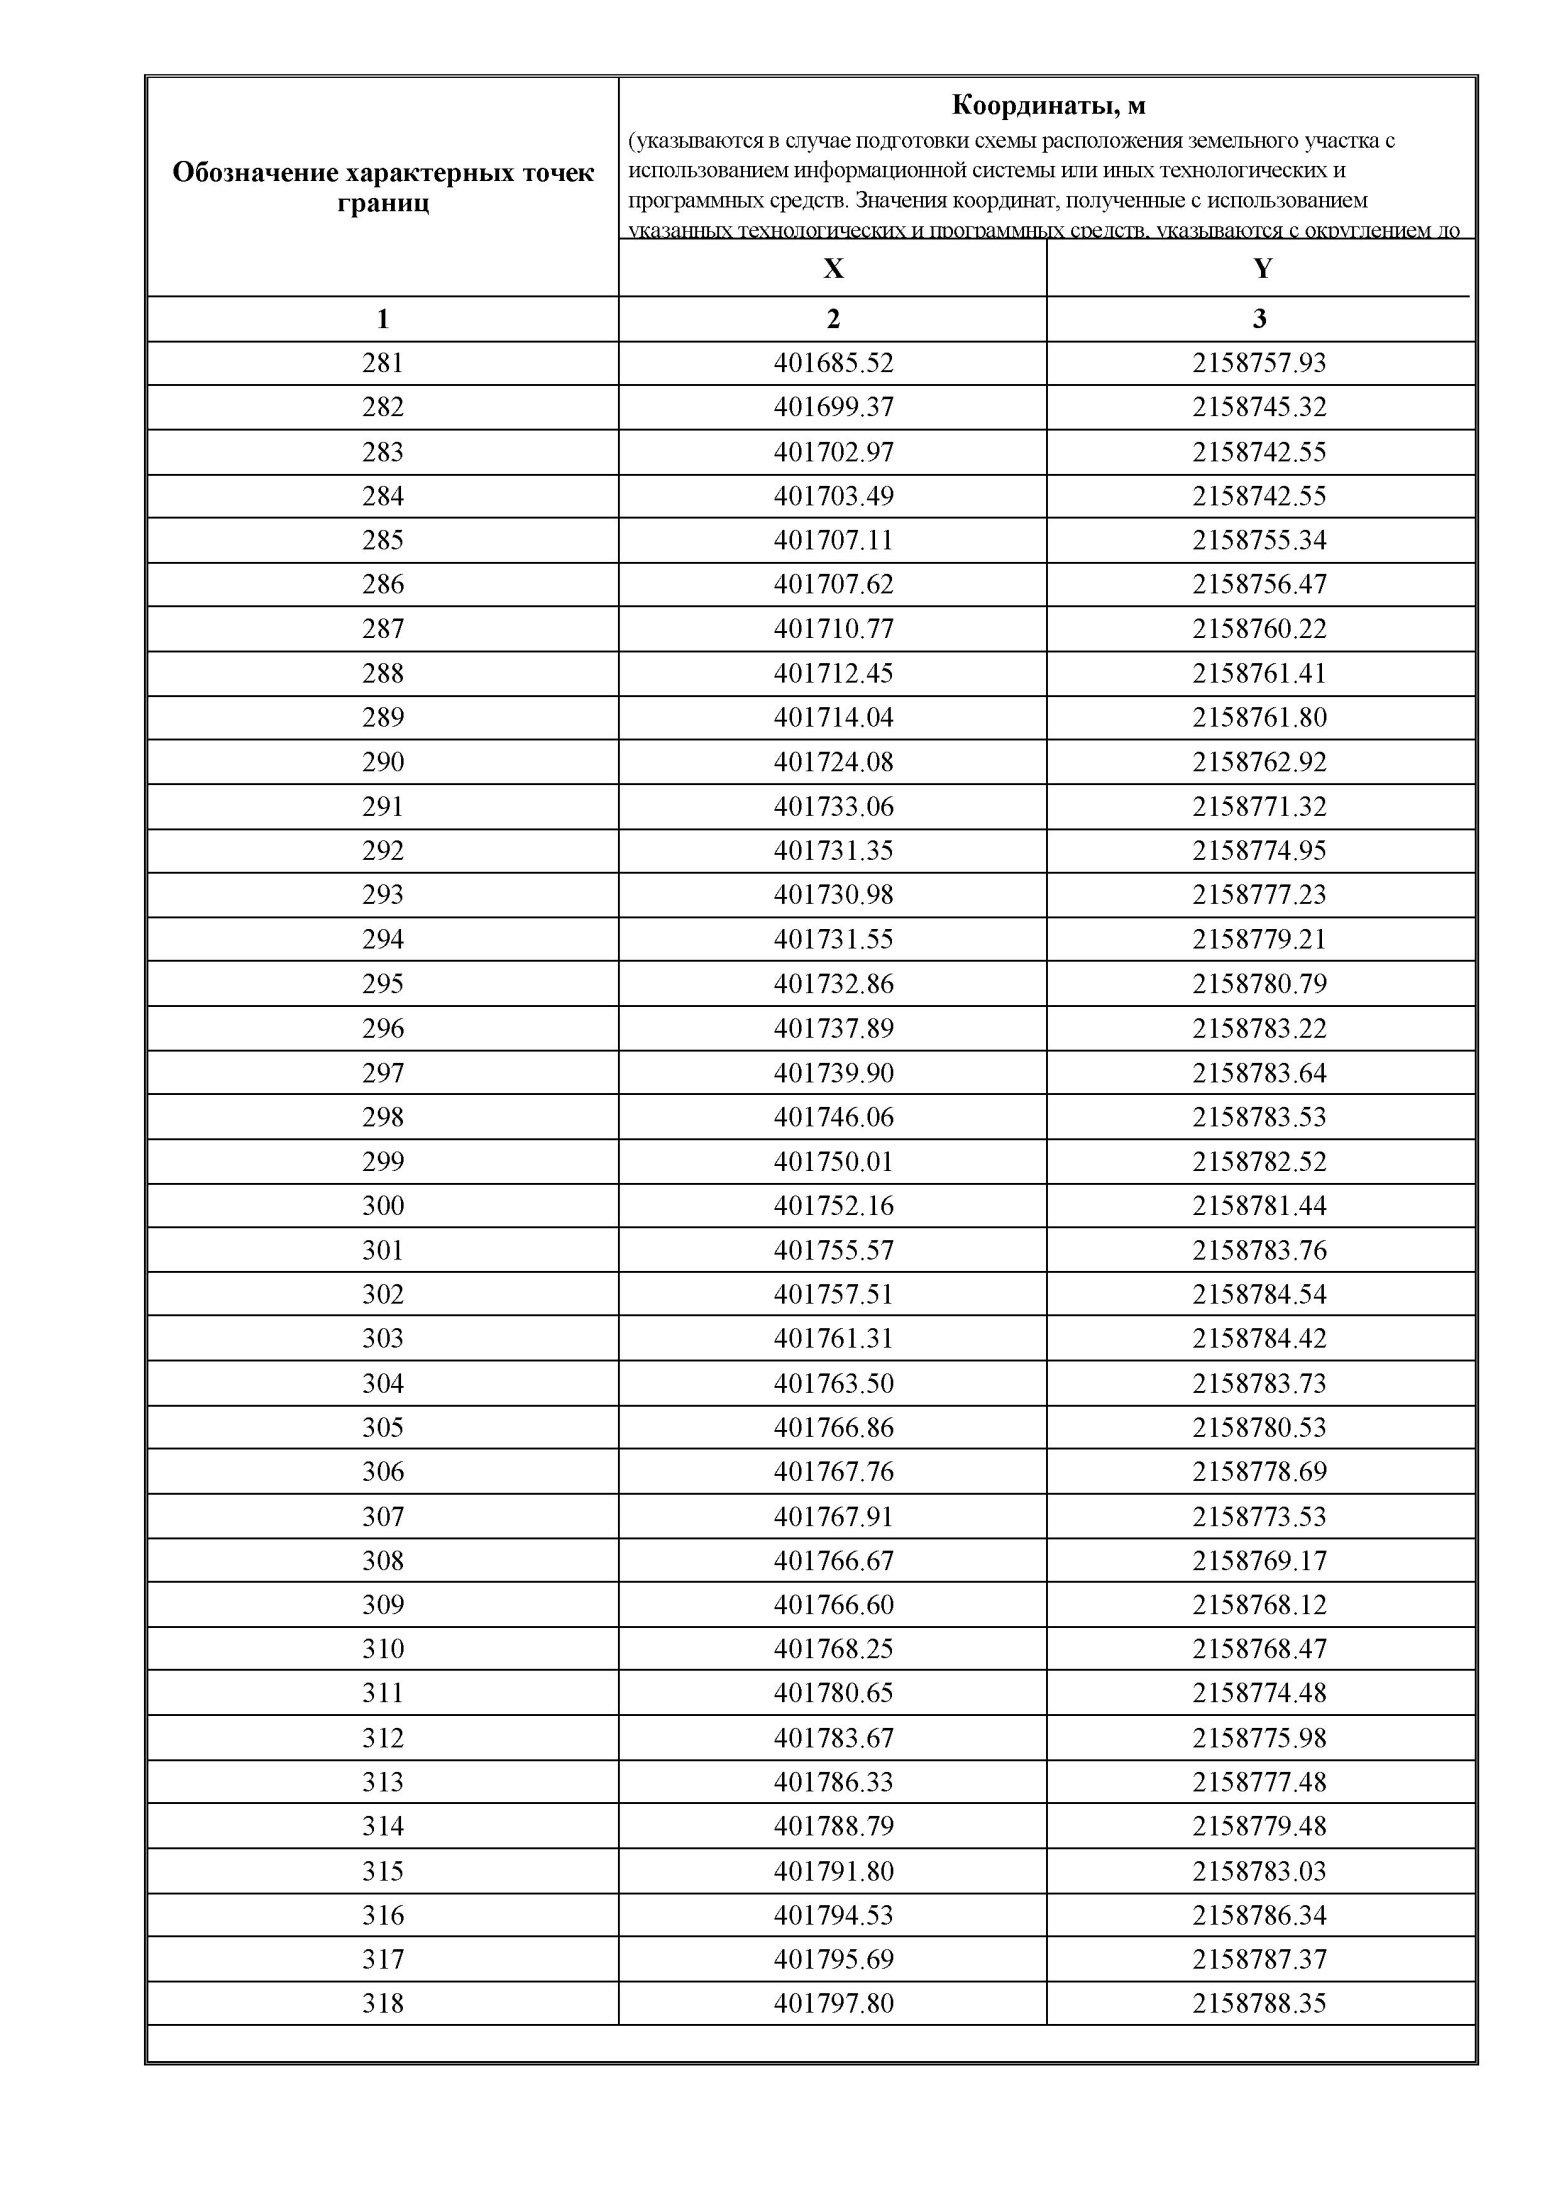 Обозначение характерных точек
границ
Координаты, м
(указываются в случае подготовки схемы расположения земельного участка с
использованием информационной системы или иных технологических и
программных средств. Значения координат, полученные с использованием
указанных технологических и программных средств, указываются с округлением до
X Y
1 2 3
281 401685.52 2158757.93
282 401699.37 2158745.32
283 401702.97 2158742.55
284 401703.49 2158742.55
285 401707.11 2158755.34
286 401707.62 2158756.47
287 401710.77 2158760.22
288 401712.45 2158761.41
289 401714.04 2158761.80
290 401724.08 2158762.92
291 401733.06 2158771.32
292 401731.35 2158774.95
293 401730.98 2158777.23
294 401731.55 2158779.21
295 401732.86 2158780.79
296 401737.89 2158783.22
297 401739.90 2158783.64
298 401746.06 2158783.53
299 401750.01 2158782.52
300 401752.16 2158781.44
301 401755.57 2158783.76
302 401757.51 2158784.54
303 401761.31 2158784.42
304 401763.50 2158783.73
305 401766.86 2158780.53
306 401767.76 2158778.69
307 401767.91 2158773.53
308 401766.67 2158769.17
309 401766.60 2158768.12
310 401768.25 2158768.47
311 401780.65 2158774.48
312 401783.67 2158775.98
313 401786.33 2158777.48
314 401788.79 2158779.48
315 401791.80 2158783.03
316 401794.53 2158786.34
317 401795.69 2158787.37
318 401797.80 2158788.35